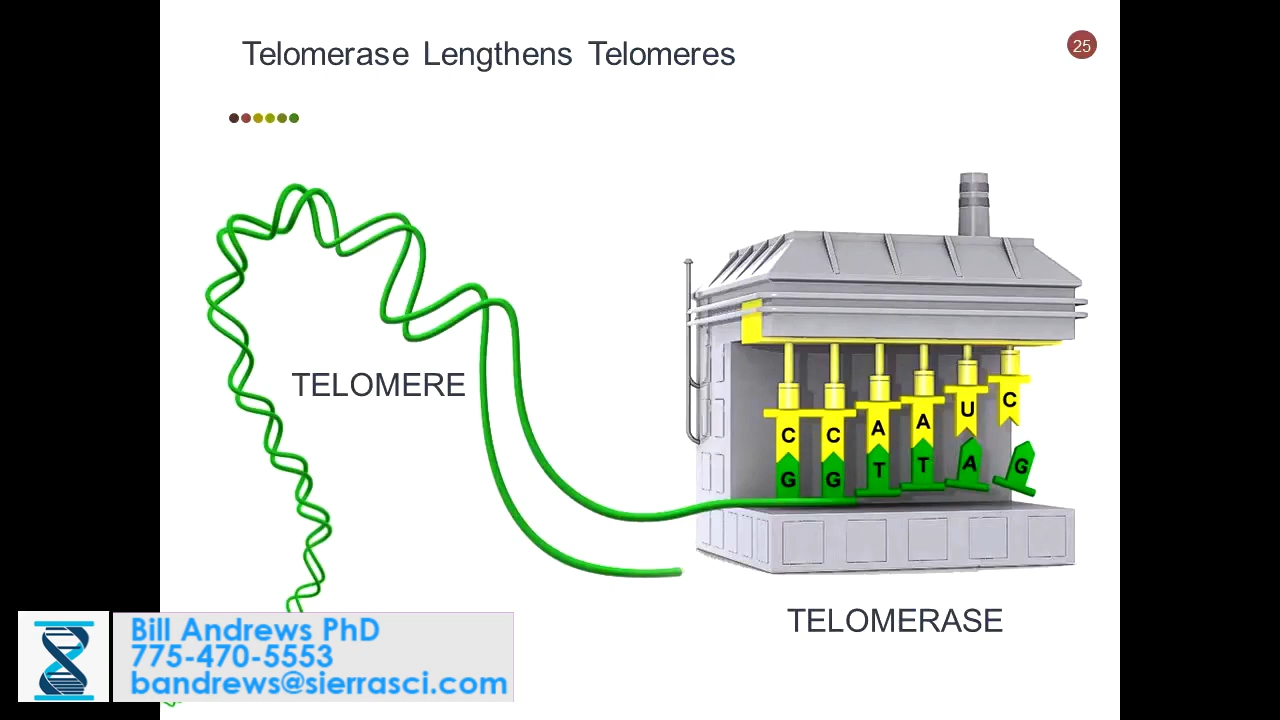 Telomerase Lengthens Telomeres
25
TELOMERE
C C A A U C
G G T T A G
TELOMERASE
Bill Andrews PhD
775-470-5553
bandrews@sierrasci.com